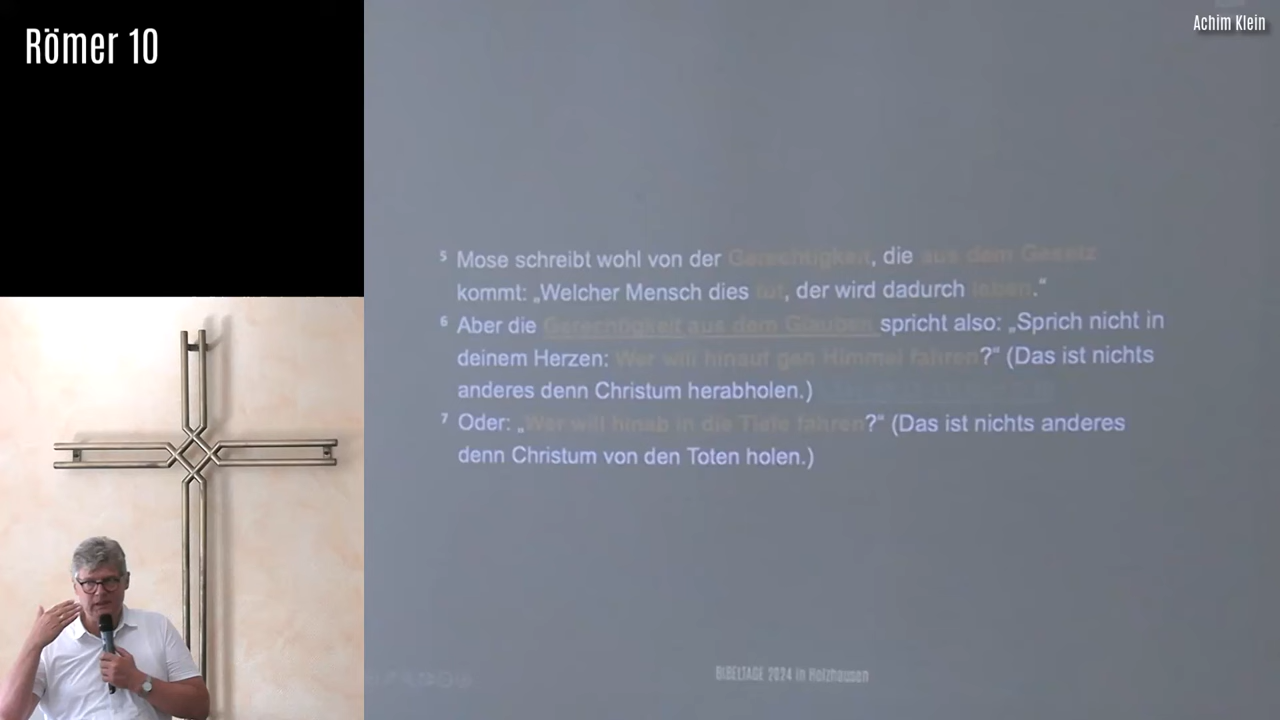 Römer 10
Achim Klein
5 Mose schreibt wohl von der Gerechtigkeit, die aus dem Gesetz
kommt: „Welcher Mensch dies tut, der wird dadurch leben.“
6 Aber die Gerechtigkeit aus dem Glauben spricht also: „Sprich nicht in
deinem Herzen: Wer will hinauf gen Himmel fahren?“ (Das ist nichts
anderes denn Christum herabholen.)
7 Oder: „Wer will hinab in die Tiefe fahren?“ (Das ist nichts anderes
denn Christum von den Toten holen.)
BIBELTAGE 2024 in Holzhausen